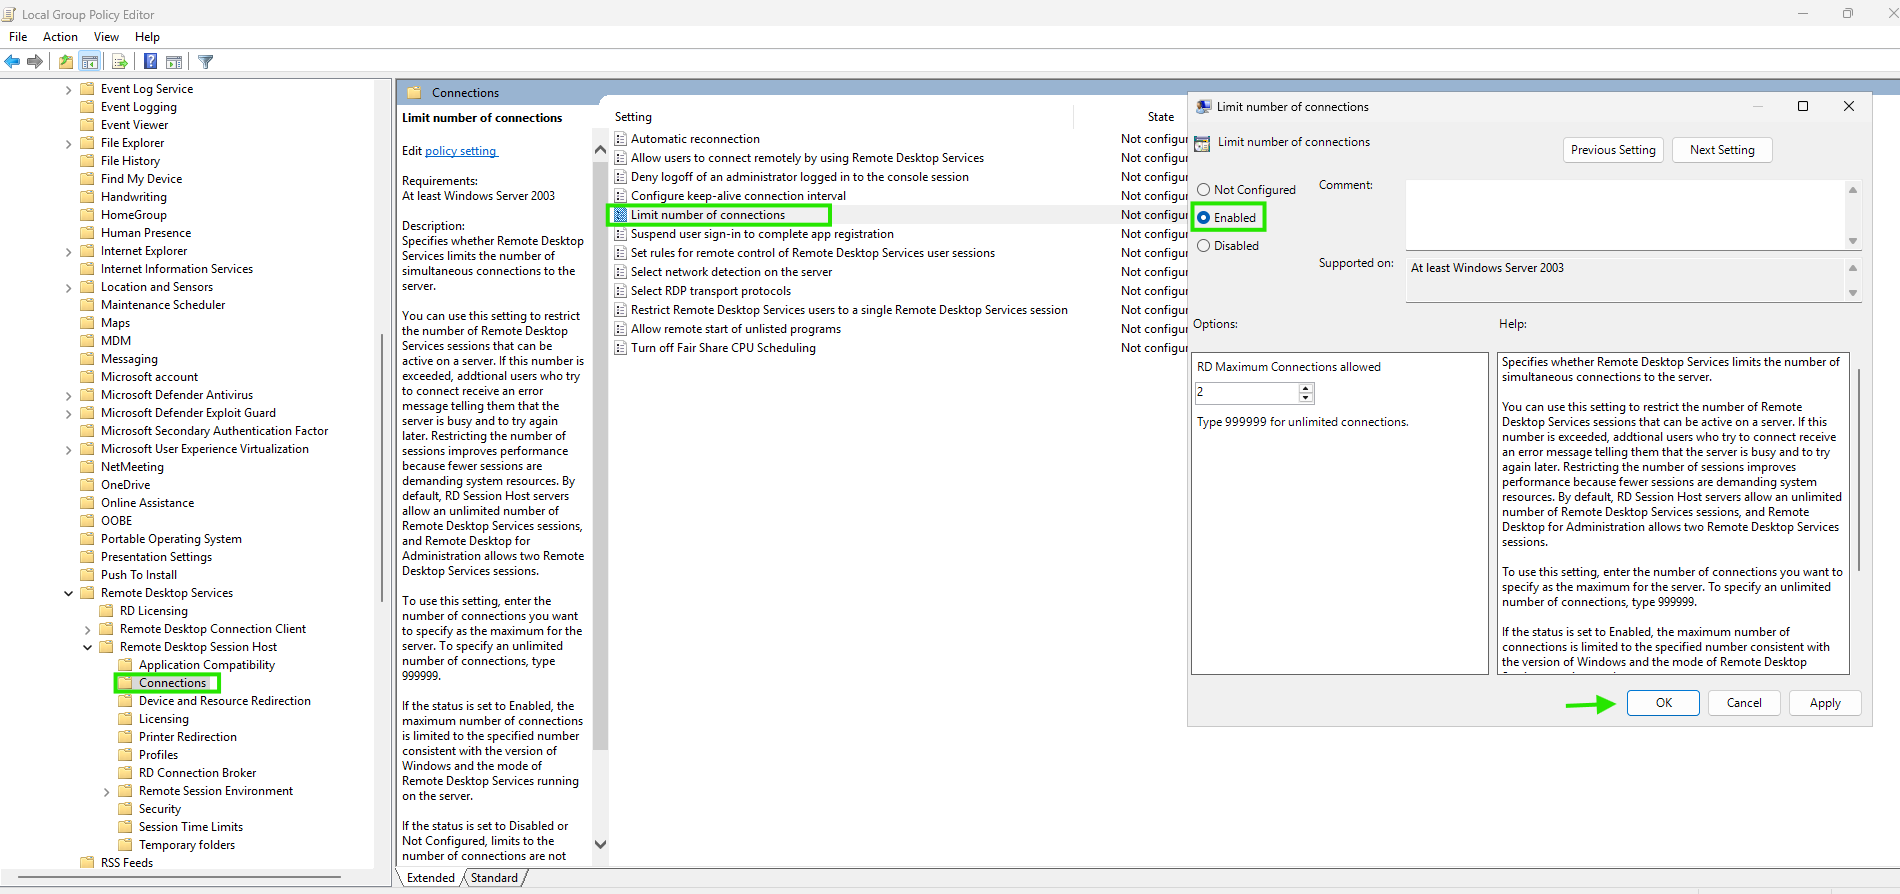 Local Group Policy Editor
File Action View Help
Event Log Service
Event Logging
Event Viewer
File Explorer
File History
Find My Device
Handwriting
HomeGroup
Human Presence
Internet Explorer
Internet Information Services
Location and Sensors
Maintenance Scheduler
Maps
MDM
Messaging
Microsoft account
Microsoft Defender Antivirus
Microsoft Defender Exploit Guard
Microsoft Secondary Authentication Factor
Microsoft User Experience Virtualization
NetMeeting
OneDrive
Online Assistance
OOBE
Portable Operating System
Presentation Settings
Push To Install
Remote Desktop Services
RD Licensing
Remote Desktop Connection Client
Remote Desktop Session Host
Application Compatibility
Connections
Device and Resource Redirection
Licensing
Printer Redirection
Profiles
RD Connection Broker
Remote Session Environment
Security
Session Time Limits
Temporary folders
RSS Feeds
Connections
Limit number of connections
Edit policy setting
Requirements:
At least Windows Server 2003
Description:
Specifies whether Remote Desktop
Services limits the number of
simultaneous connections to the
server.
You can use this setting to restrict
the number of Remote Desktop
Services sessions that can be
active on a server. If this number is
exceeded, addtional users who try
to connect receive an error
message telling them that the
server is busy and to try again
later. Restricting the number of
sessions improves performance
because fewer sessions are
demanding system resources. By
default, RD Session Host servers
allow an unlimited number of
Remote Desktop Services sessions,
and Remote Desktop for
Administration allows two Remote
Desktop Services sessions.
To use this setting, enter the
number of connections you want
to specify as the maximum for the
server. To specify an unlimited
number of connections, type
999999.
If the status is set to Enabled, the
maximum number of connections
is limited to the specified number
consistent with the version of
Windows and the mode of
Remote Desktop Services running
on the server.
If the status is set to Disabled or
Not Configured, limits to the
number of connections are not
Extended Standard
Setting State
Automatic reconnection Not configu
Allow users to connect remotely by using Remote Desktop Services Not configu
Deny logoff of an administrator logged in to the console session Not configu
Configure keep-alive connection interval Not configu
Limit number of connections Not configu
Suspend user sign-in to complete app registration Not configu
Set rules for remote control of Remote Desktop Services user sessions Not configu
Select network detection on the server Not configu
Select RDP transport protocols Not configu
Restrict Remote Desktop Services users to a single Remote Desktop Services session Not configu
Allow remote start of unlisted programs Not configu
Turn off Fair Share CPU Scheduling Not configu
Limit number of connections
Limit number of connections
Previous Setting Next Setting
Not Configured
Enabled
Disabled
Comment:
Supported on:
At least Windows Server 2003
Options:
Help:
RD Maximum Connections allowed
2
Type 999999 for unlimited connections.
Specifies whether Remote Desktop Services limits the number of
simultaneous connections to the server.
You can use this setting to restrict the number of Remote
Desktop Services sessions that can be active on a server. If this
number is exceeded, addtional users who try to connect receive
an error message telling them that the server is busy and to try
again later. Restricting the number of sessions improves
performance because fewer sessions are demanding system
resources. By default, RD Session Host servers allow an unlimited
number of Remote Desktop Services sessions, and Remote
Desktop for Administration allows two Remote Desktop Services
sessions.
To use this setting, enter the number of connections you want to
specify as the maximum for the server. To specify an unlimited
number of connections, type 999999.
If the status is set to Enabled, the maximum number of
connections is limited to the specified number consistent with
the version of Windows and the mode of Remote Desktop
OK Cancel Apply